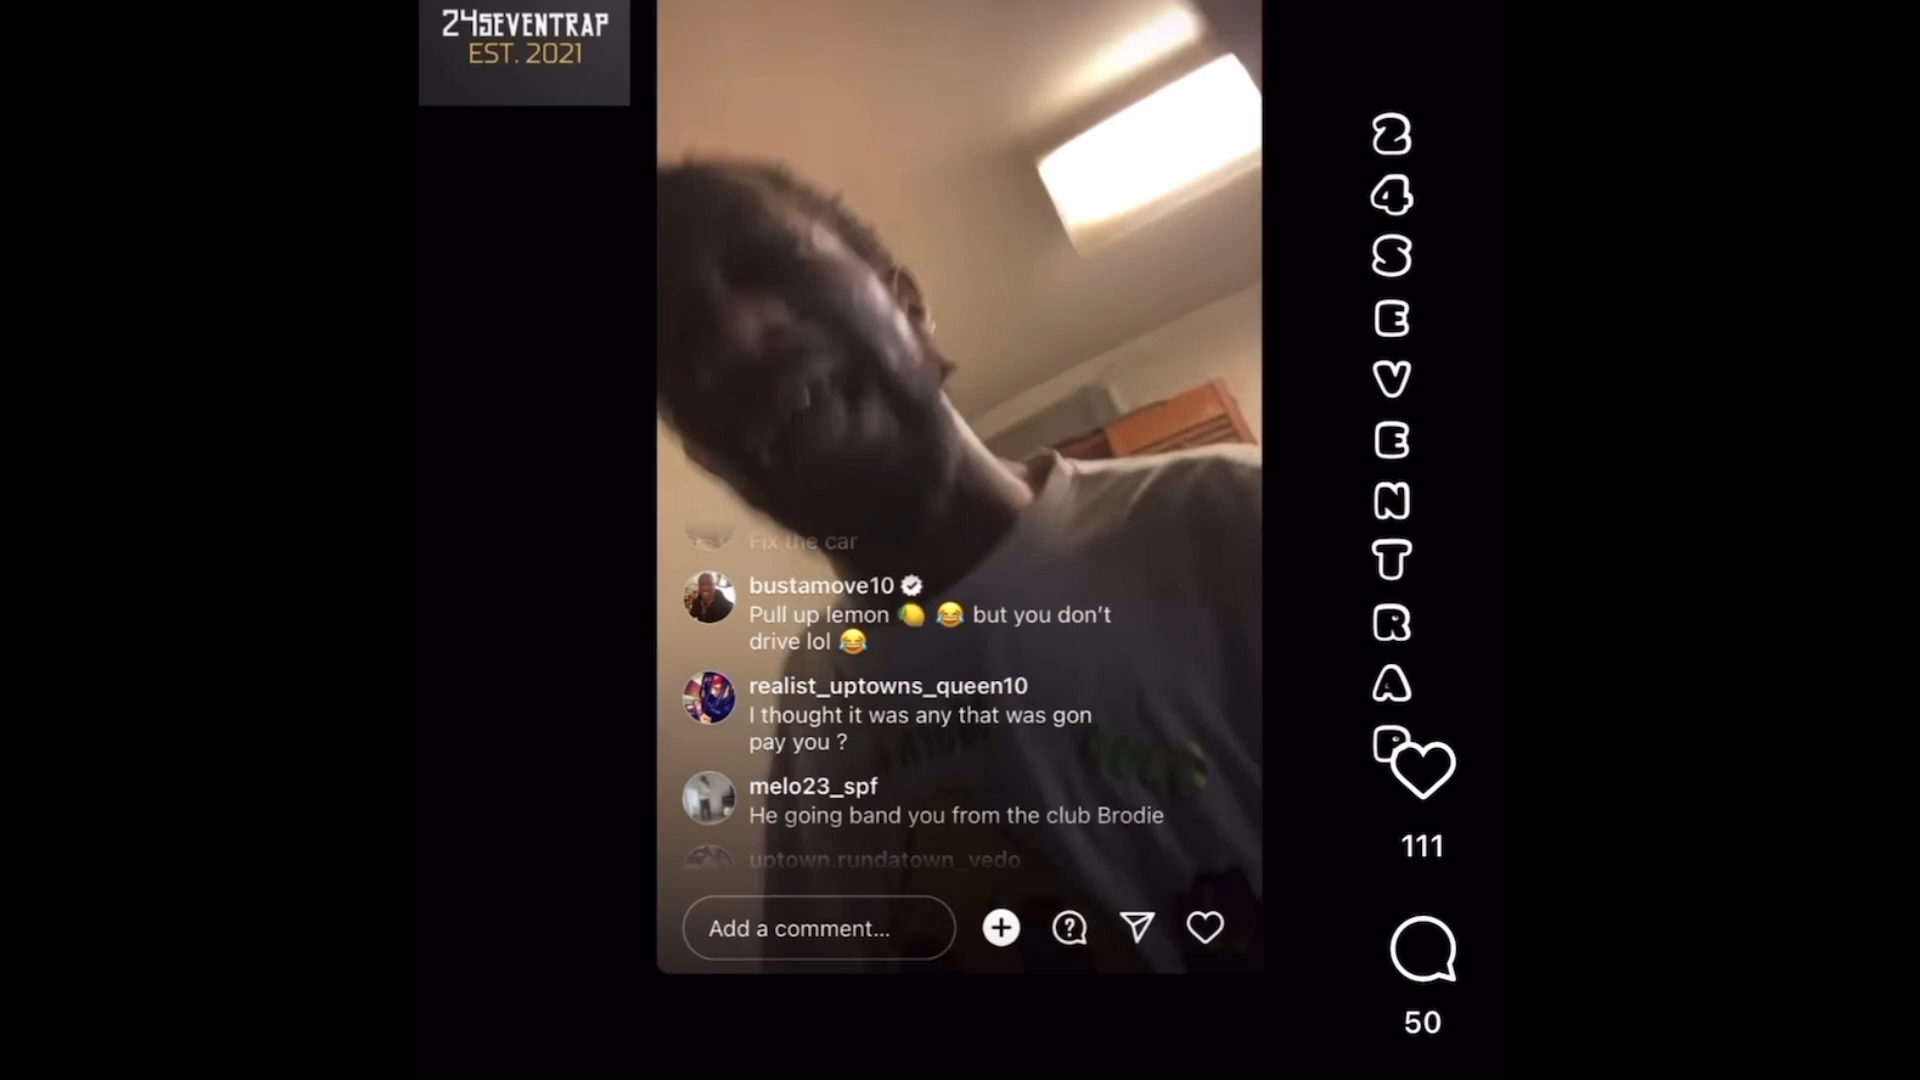 24SEVENTRAP
EST. 2021
Fix the car
bustamove10
Pull up lemon 🍋 😂 but you don't
drive lol 😂
realist_uptowns_queen10
I thought it was any that was gon
pay you ?
melo23_spf
He going band you from the club Brodie
uptown.rundatown_vedo
Add a comment...
24SEVENTRAP
111
50